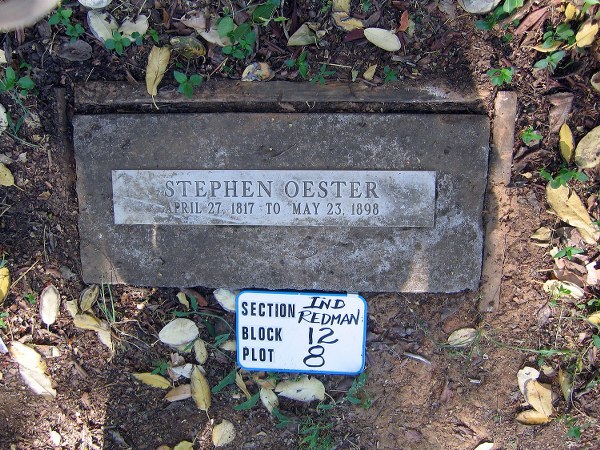 STEPHEN OESTER
APRIL 27, 1817 TO MAY 23, 1898
SECTION IND REDMAN
BLOCK 12
PLOT 8